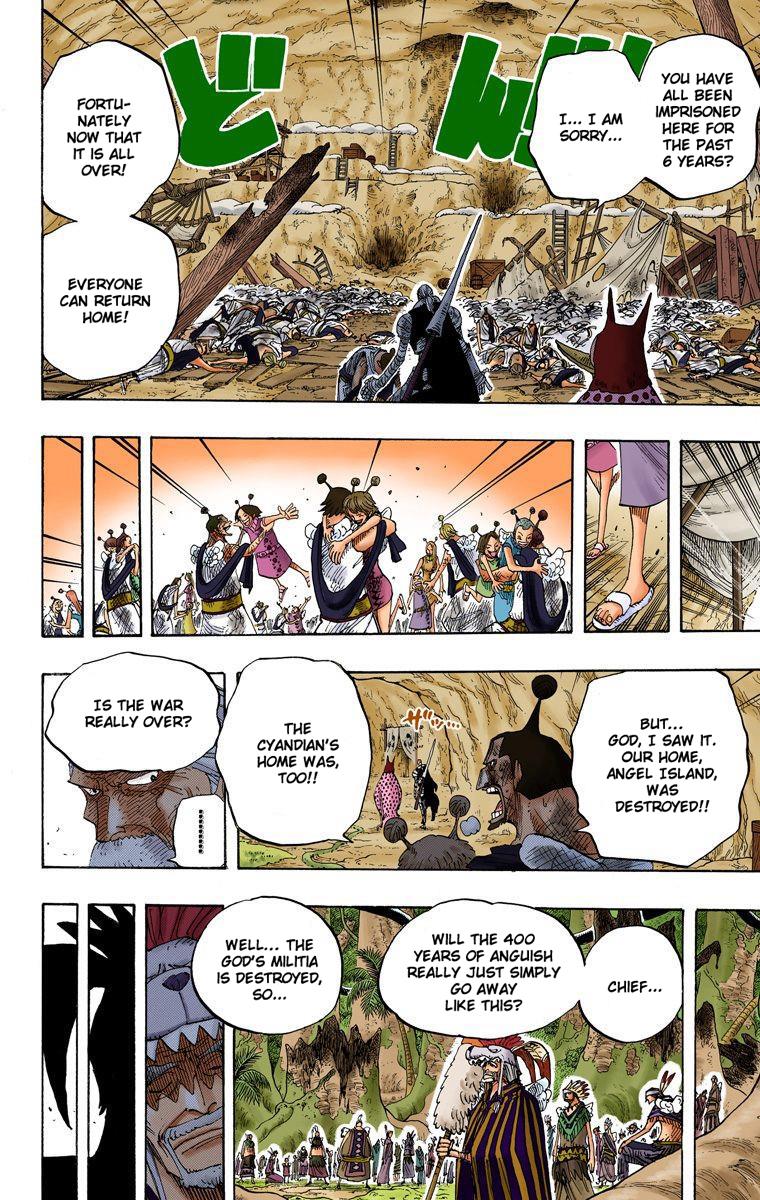 YOU HAVE
ALL BEEN
IMPRISONED
HERE FOR
THE PAST
6 YEARS?
I... I AM
SORRY...
ど
FORTU-
NATELY
NOW THAT
IT IS ALL
OVER!
EVERYONE
CAN RETURN
HOME!
BUT...
GOD, I SAW IT.
OUR HOME,
ANGEL ISLAND,
WAS
DESTROYED!!
THE
CYANDIAN'S
HOME WAS,
TOO!!
IS THE WAR
REALLY OVER?
CHIEF...
WILL THE 400
YEARS OF ANGUISH
REALLY JUST SIMPLY
GO AWAY
LIKE THIS?
WELL... THE
GOD'S MILITIA
IS DESTROYED,
SO...